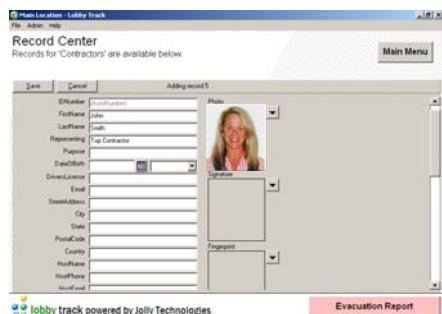 Main Location - Lobby Track
File Admin Help
Record Center
Records for 'Contractors' are available below.
Main Menu
Save Cancel Adding record 5
IDNumber (AutoNumber)
FirstName John
LastName Smith
Representing Top Contractor
Purpose
DateOfBirth
DriversLicense
Email
StreetAddress
City
State
PostalCode
Country
HostName
HostPhone
HostEmail
Photo
Signature
Fingerprint
lobby track powered by Jolly Technologies
Evacuation Report